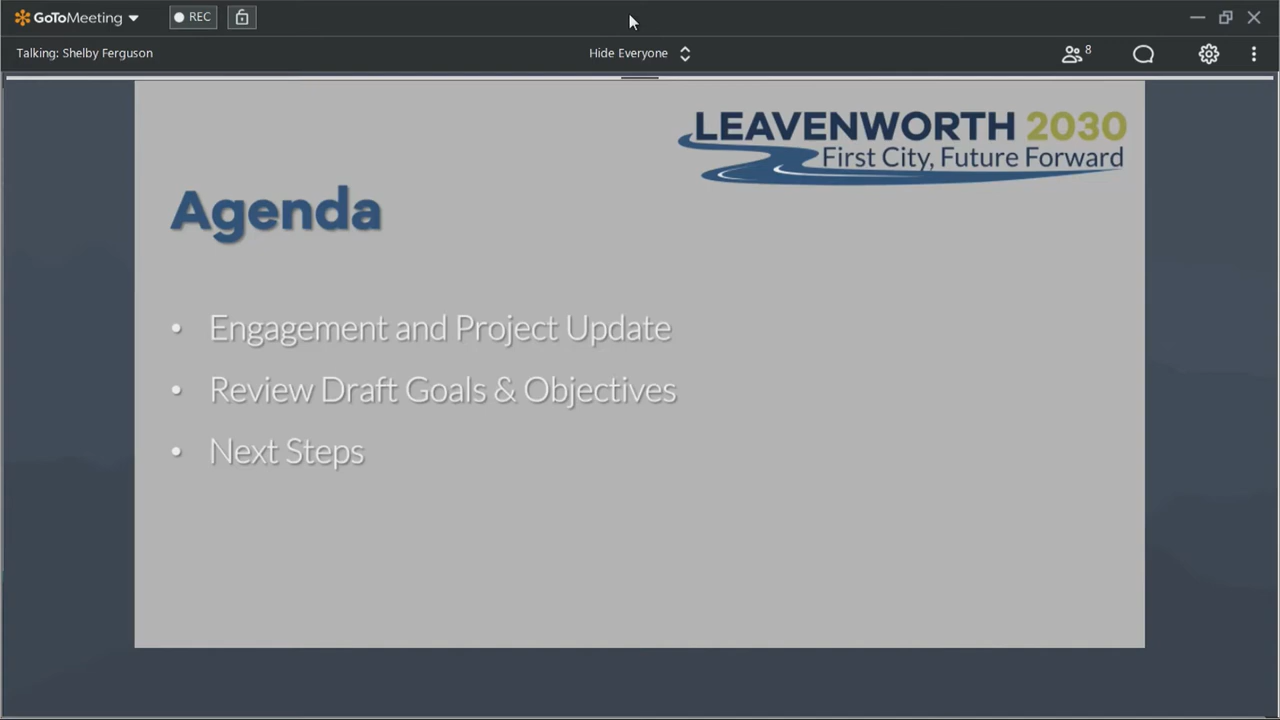 GoToMeeting
REC
Talking: Shelby Ferguson
Hide Everyone
8
LEAVENWORTH 2030
First City, Future Forward
Agenda
• Engagement and Project Update
• Review Draft Goals & Objectives
• Next Steps